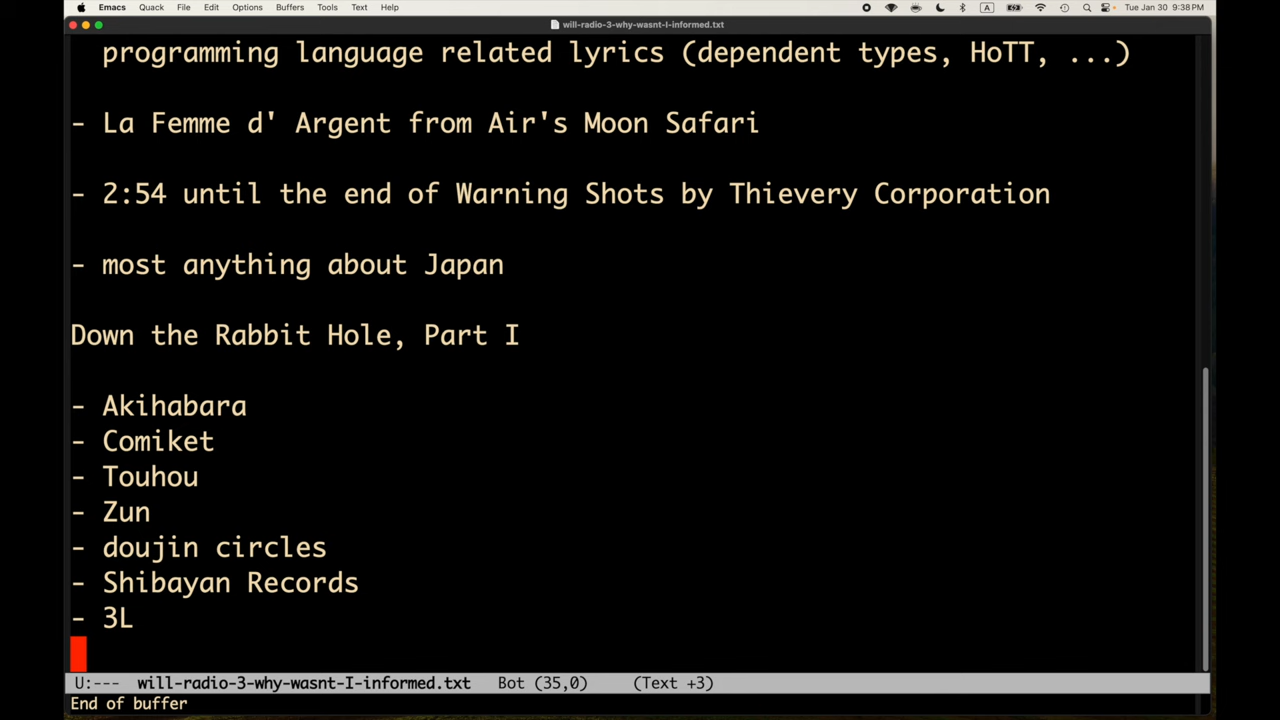 Emacs Quack File Edit Options Buffers Tools Text Help A Tue Jan 30 9:38 PM
will-radio-3-why-wasnt-I-informed.txt
programming language related lyrics (dependent types, HoTT, ...)
- La Femme d' Argent from Air's Moon Safari
- 2:54 until the end of Warning Shots by Thievery Corporation
- most anything about Japan
Down the Rabbit Hole, Part I
- Akihabara
- Comiket
- Touhou
- Zun
- doujin circles
- Shibayan Records
- 3L
U:--- will-radio-3-why-wasnt-I-informed.txt Bot (35,0) (Text +3)
End of buffer